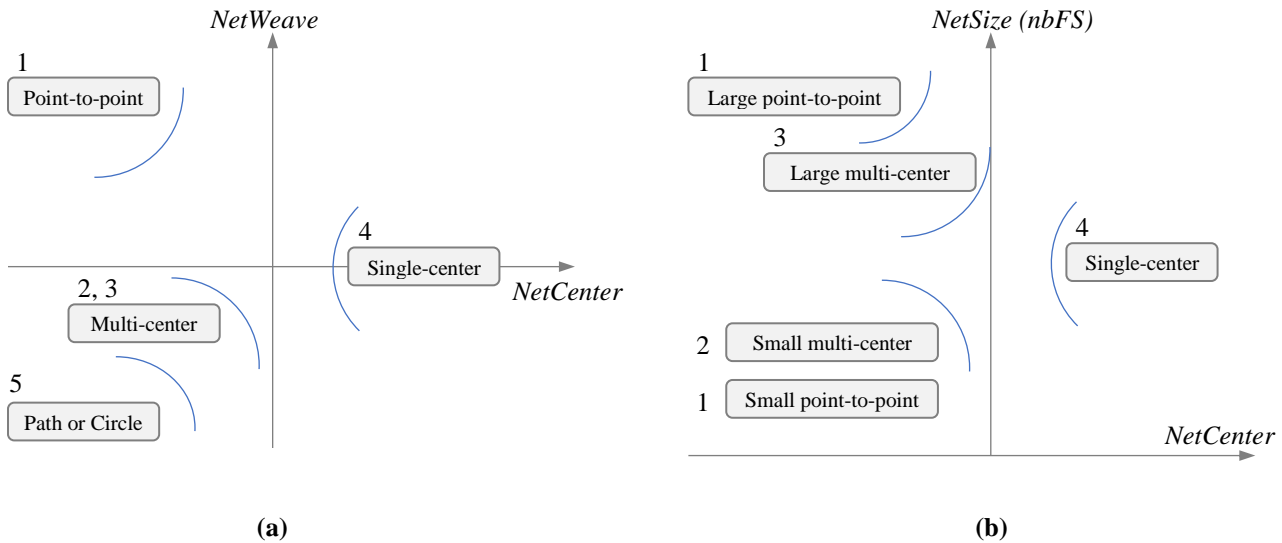 NetWeave
1
Point-to-point
4
Single-center
NetCenter
2, 3
Multi-center
5
Path or Circle
(a)
NetSize (nbFS)
1
Large point-to-point
3
Large multi-center
4
Single-center
2
Small multi-center
1
Small point-to-point
NetCenter
(b)